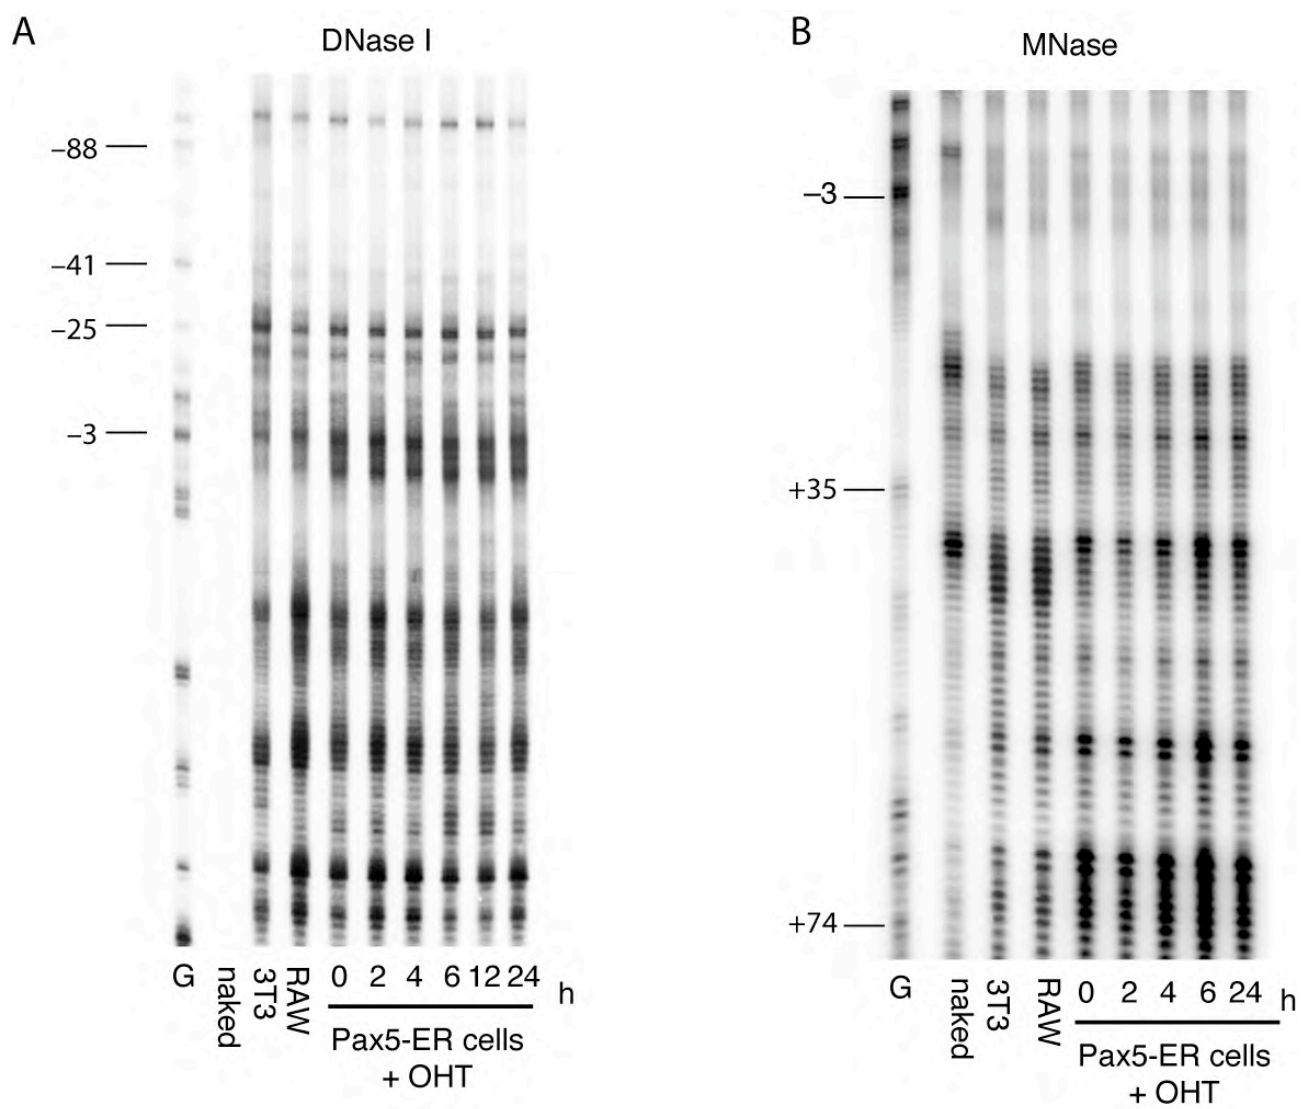 A
DNase I
–88
–41
–25
–3
G
naked
3T3
RAW
0 2 4 6 12 24 h
Pax5-ER cells
+ OHT
B
MNase
–3
+35
+74
G
naked
3T3
RAW
0 2 4 6 24 h
Pax5-ER cells
+ OHT